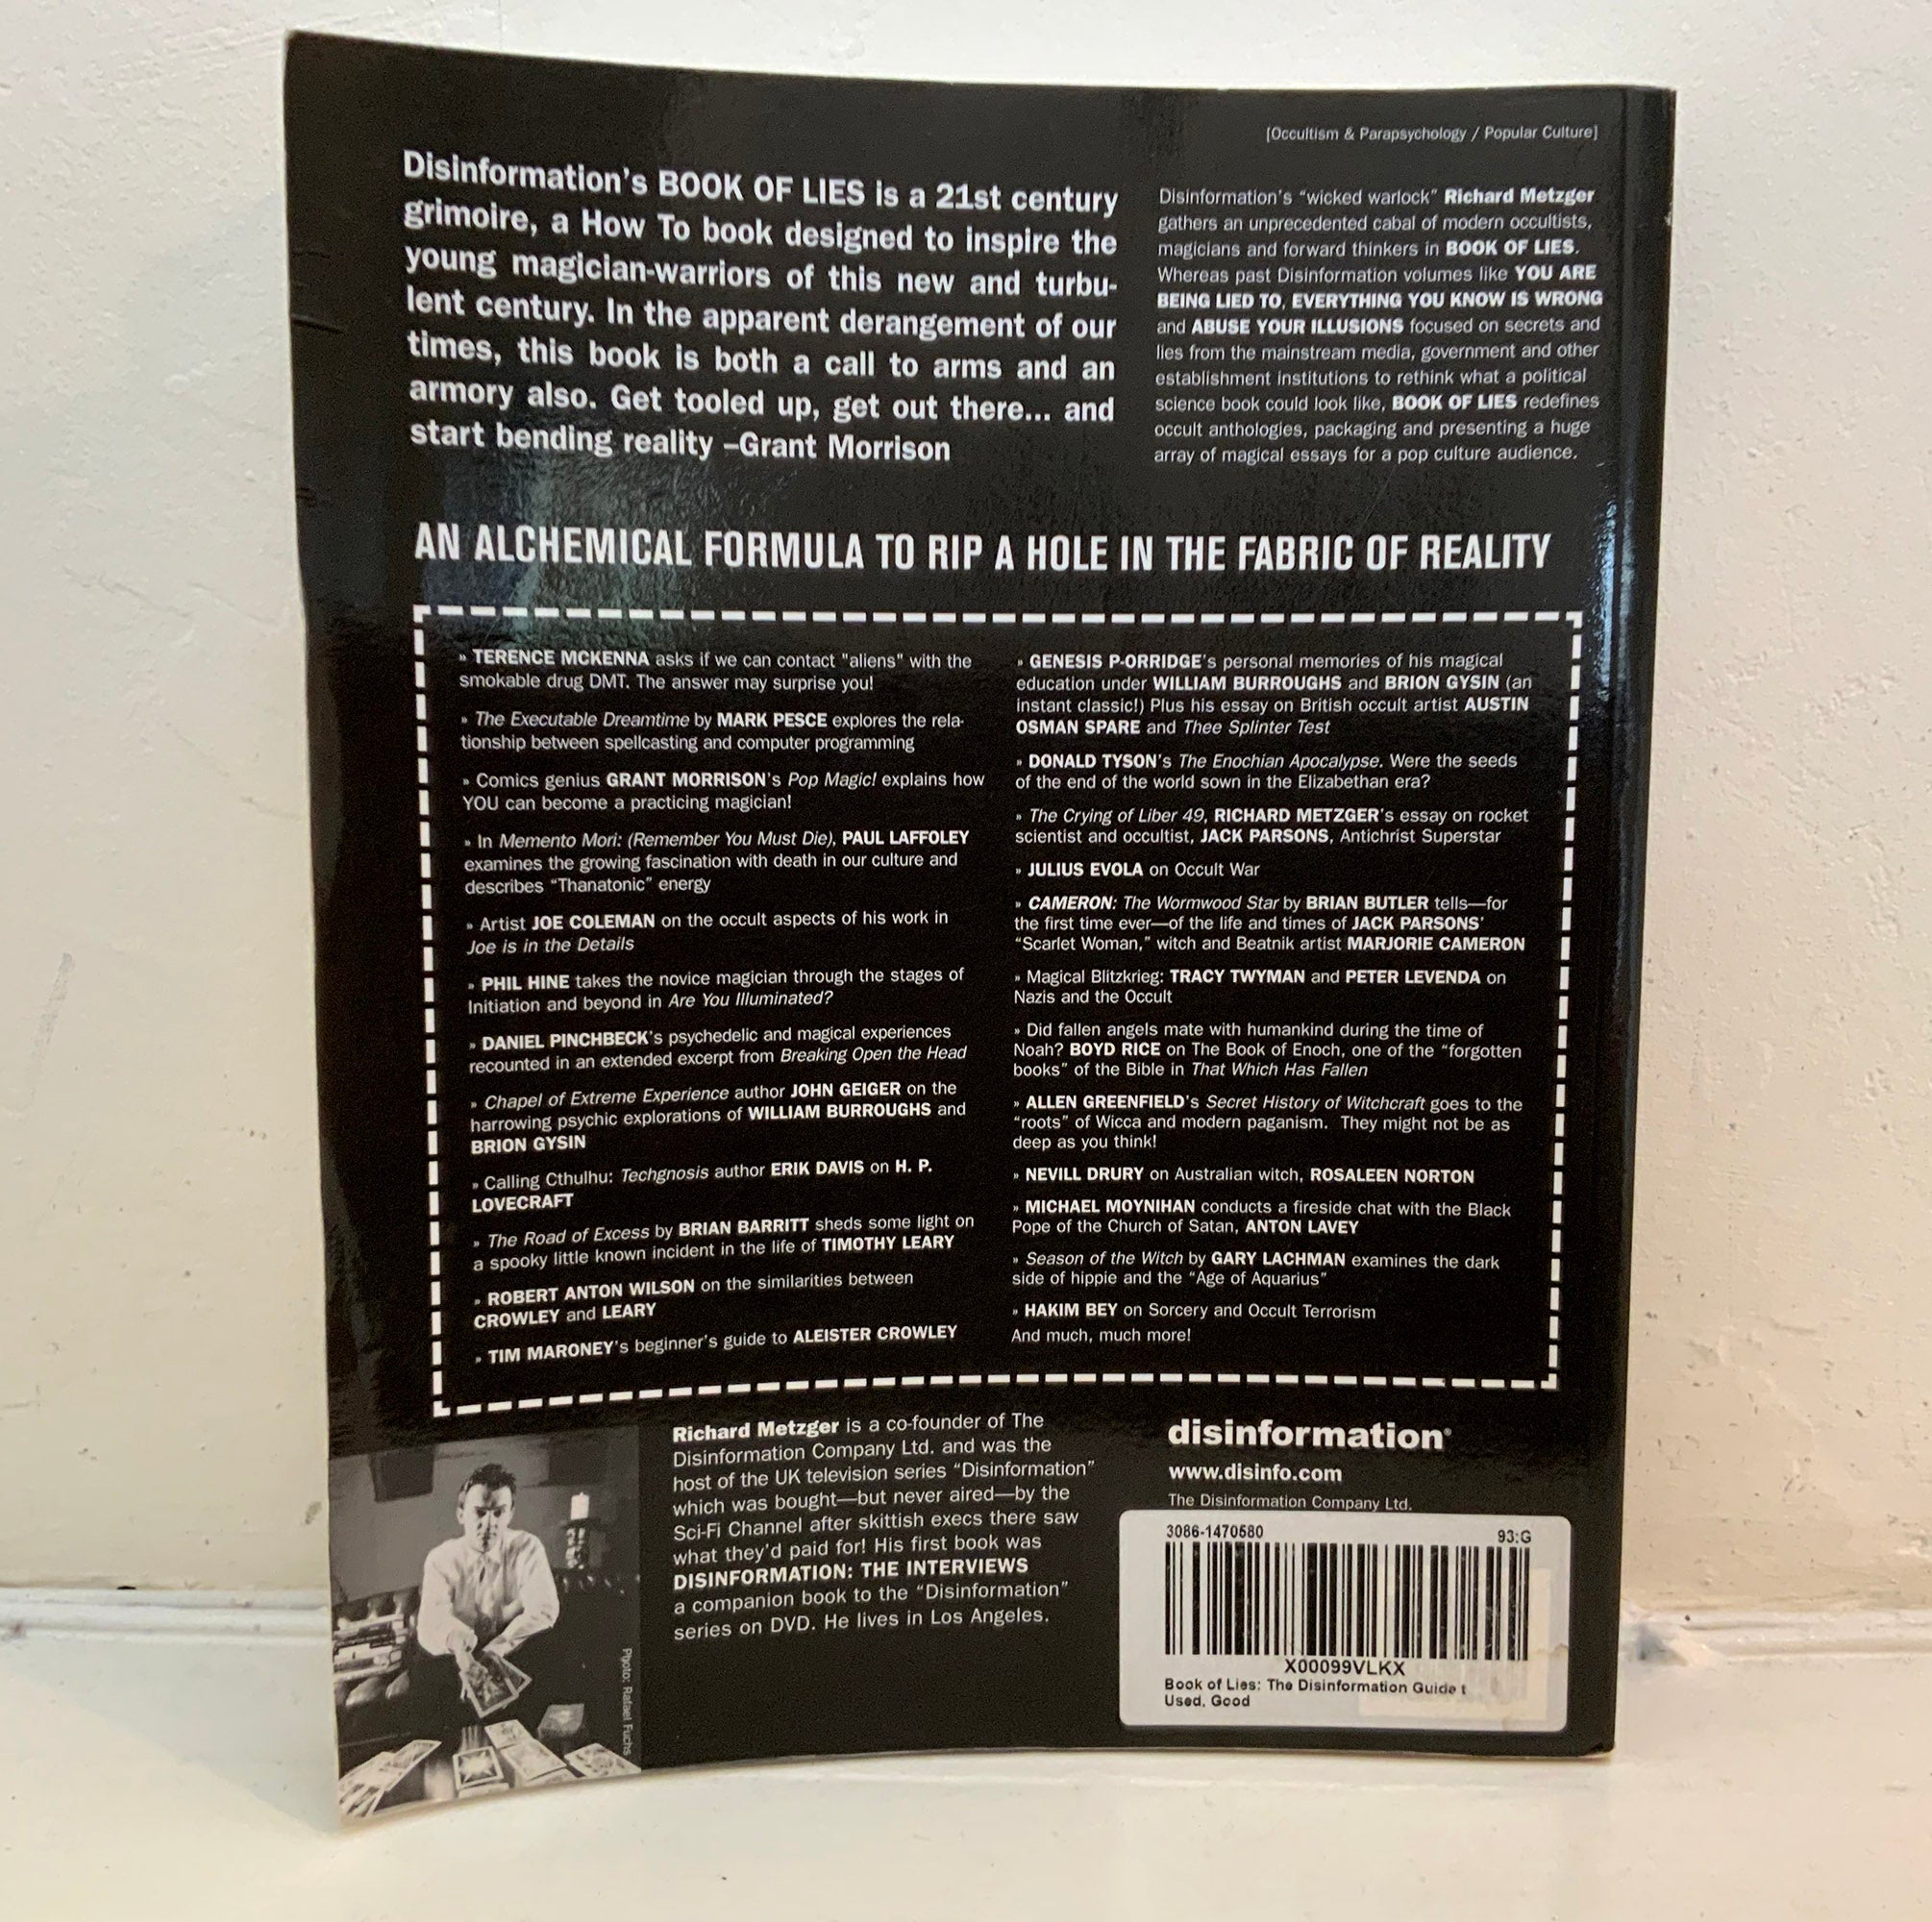 [Occultism & Parapsychology / Popular Culture]
Disinformation's BOOK OF LIES is a 21st century
grimoire, a How To book designed to inspire the
young magician-warriors of this new and turbu-
lent century. In the apparent derangement of our
times, this book is both a call to arms and an
armory also. Get tooled up, get out there... and
start bending reality –Grant Morrison
Disinformation's "wicked warlock" Richard Metzger
gathers an unprecedented cabal of modern occultists,
magicians and forward thinkers in BOOK OF LIES.
Whereas past Disinformation volumes like YOU ARE
BEING LIED TO, EVERYTHING YOU KNOW IS WRONG
and ABUSE YOUR ILLUSIONS focused on secrets and
lies from the mainstream media, government and other
establishment institutions to rethink what a political
science book could look like, BOOK OF LIES redefines
occult anthologies, packaging and presenting a huge
array of magical essays for a pop culture audience.
AN ALCHEMICAL FORMULA TO RIP A HOLE IN THE FABRIC OF REALITY
» TERENCE MCKENNA asks if we can contact "aliens" with the
smokable drug DMT. The answer may surprise you!
» The Executable Dreamtime by MARK PESCE explores the rela-
tionship between spellcasting and computer programming
» Comics genius GRANT MORRISON's Pop Magic! explains how
YOU can become a practicing magician!
» In Memento Mori: (Remember You Must Die), PAUL LAFFOLEY
examines the growing fascination with death in our culture and
describes "Thanatonic" energy
» Artist JOE COLEMAN on the occult aspects of his work in
Joe is in the Details
» PHIL HINE takes the novice magician through the stages of
Initiation and beyond in Are You Illuminated?
» DANIEL PINCHBECK's psychedelic and magical experiences
recounted in an extended excerpt from Breaking Open the Head
» Chapel of Extreme Experience author JOHN GEIGER on the
harrowing psychic explorations of WILLIAM BURROUGHS and
BRION GYSIN
» Calling Cthulhu: Techgnosis author ERIK DAVIS on H. P.
LOVECRAFT
» The Road of Excess by BRIAN BARRITT sheds some light on
a spooky little known incident in the life of TIMOTHY LEARY
» ROBERT ANTON WILSON on the similarities between
CROWLEY and LEARY
» TIM MARONEY's beginner's guide to ALEISTER CROWLEY
» GENESIS P-ORRIDGE's personal memories of his magical
education under WILLIAM BURROUGHS and BRION GYSIN (an
instant classic!) Plus his essay on British occult artist AUSTIN
OSMAN SPARE and Thee Splinter Test
» DONALD TYSON's The Enochian Apocalypse. Were the seeds
of the end of the world sown in the Elizabethan era?
» The Crying of Liber 49, RICHARD METZGER's essay on rocket
scientist and occultist, JACK PARSONS, Antichrist Superstar
» JULIUS EVOLA on Occult War
» CAMERON: The Wormwood Star by BRIAN BUTLER tells—for
the first time ever—of the life and times of JACK PARSONS'
"Scarlet Woman," witch and Beatnik artist MARJORIE CAMERON
» Magical Blitzkrieg: TRACY TWYMAN and PETER LEVENDA on
Nazis and the Occult
» Did fallen angels mate with humankind during the time of
Noah? BOYD RICE on The Book of Enoch, one of the "forgotten
books" of the Bible in That Which Has Fallen
» ALLEN GREENFIELD's Secret History of Witchcraft goes to the
"roots" of Wicca and modern paganism. They might not be as
deep as you think!
» NEVILL DRURY on Australian witch, ROSALEEN NORTON
» MICHAEL MOYNIHAN conducts a fireside chat with the Black
Pope of the Church of Satan, ANTON LAVEY
» Season of the Witch by GARY LACHMAN examines the dark
side of hippie and the "Age of Aquarius"
» HAKIM BEY on Sorcery and Occult Terrorism
And much, much more!
Photo: Rafael Fuchs
Richard Metzger is a co-founder of The
Disinformation Company Ltd. and was the
host of the UK television series "Disinformation"
which was bought—but never aired—by the
Sci-Fi Channel after skittish execs there saw
what they'd paid for! His first book was
DISINFORMATION: THE INTERVIEWS
a companion book to the "Disinformation"
series on DVD. He lives in Los Angeles.
disinformation®
www.disinfo.com
The Disinformation Company Ltd.
3086-1470580 93:G
X00099VLKX
Book of Lies: The Disinformation Guide t
Used, Good